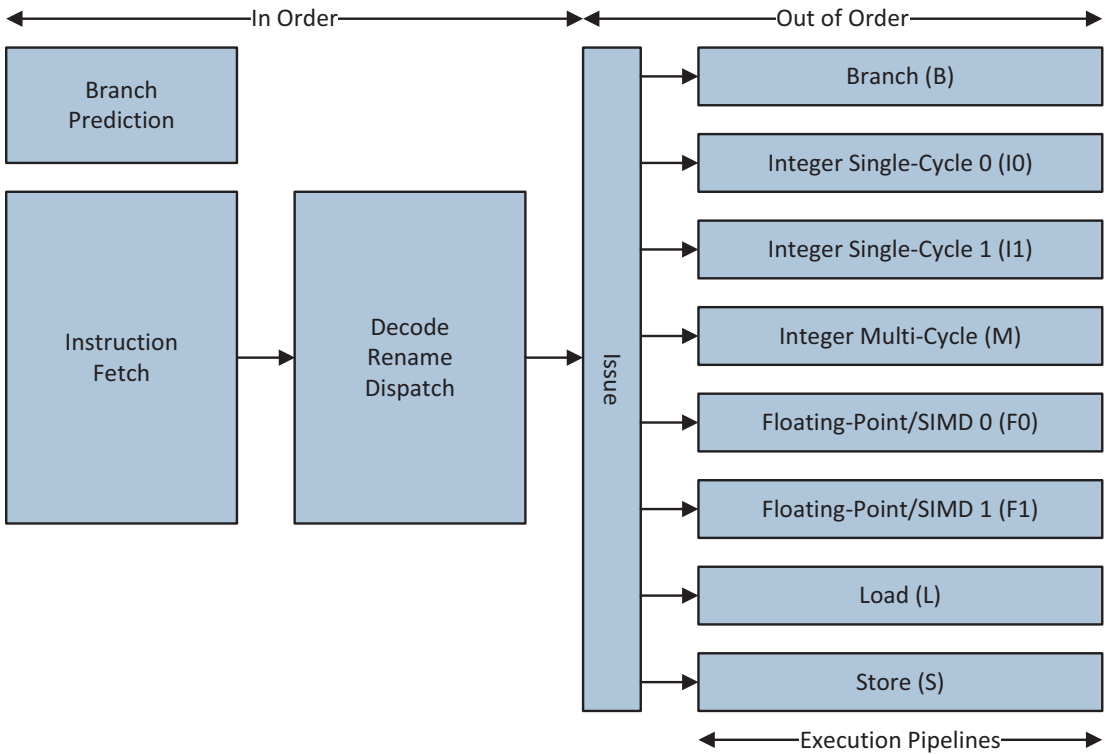 In Order
Out of Order
Branch
Prediction
Instruction
Fetch
Decode
Rename
Dispatch
Issue
Branch (B)
Integer Single-Cycle 0 (I0)
Integer Single-Cycle 1 (I1)
Integer Multi-Cycle (M)
Floating-Point/SIMD 0 (F0)
Floating-Point/SIMD 1 (F1)
Load (L)
Store (S)
Execution Pipelines